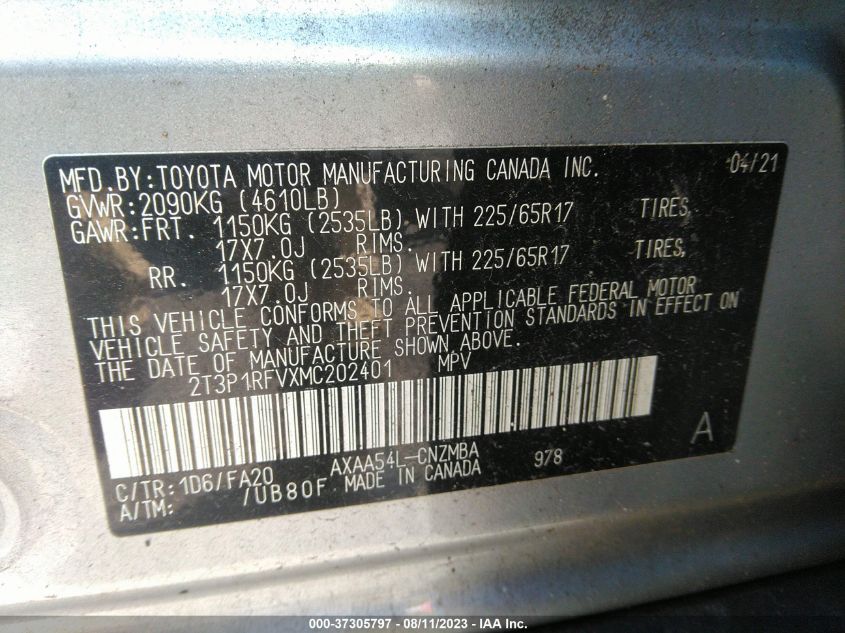 MFD.BY:TOYOTA MOTOR MANUFACTURING CANADA INC. 04/21
GVWR:2090KG (4610LB)
GAWR:FRT. 1150KG (2535LB) WITH 225/65R17 TIRES,
17X7.0J RIMS.
RR. 1150KG (2535LB) WITH 225/65R17 TIRES,
17X7.0J RIMS.
THIS VEHICLE CONFORMS TO ALL APPLICABLE FEDERAL MOTOR
VEHICLE SAFETY AND THEFT PREVENTION STANDARDS IN EFFECT ON
THE DATE OF MANUFACTURE SHOWN ABOVE.
2T3P1RFVXMC202401 MPV
A
C/TR:1D6/FA20 AXAA54L-CNZMBA 978
A/TM: /UB80F MADE IN CANADA
000-37305797 - 08/11/2023 - IAA Inc.